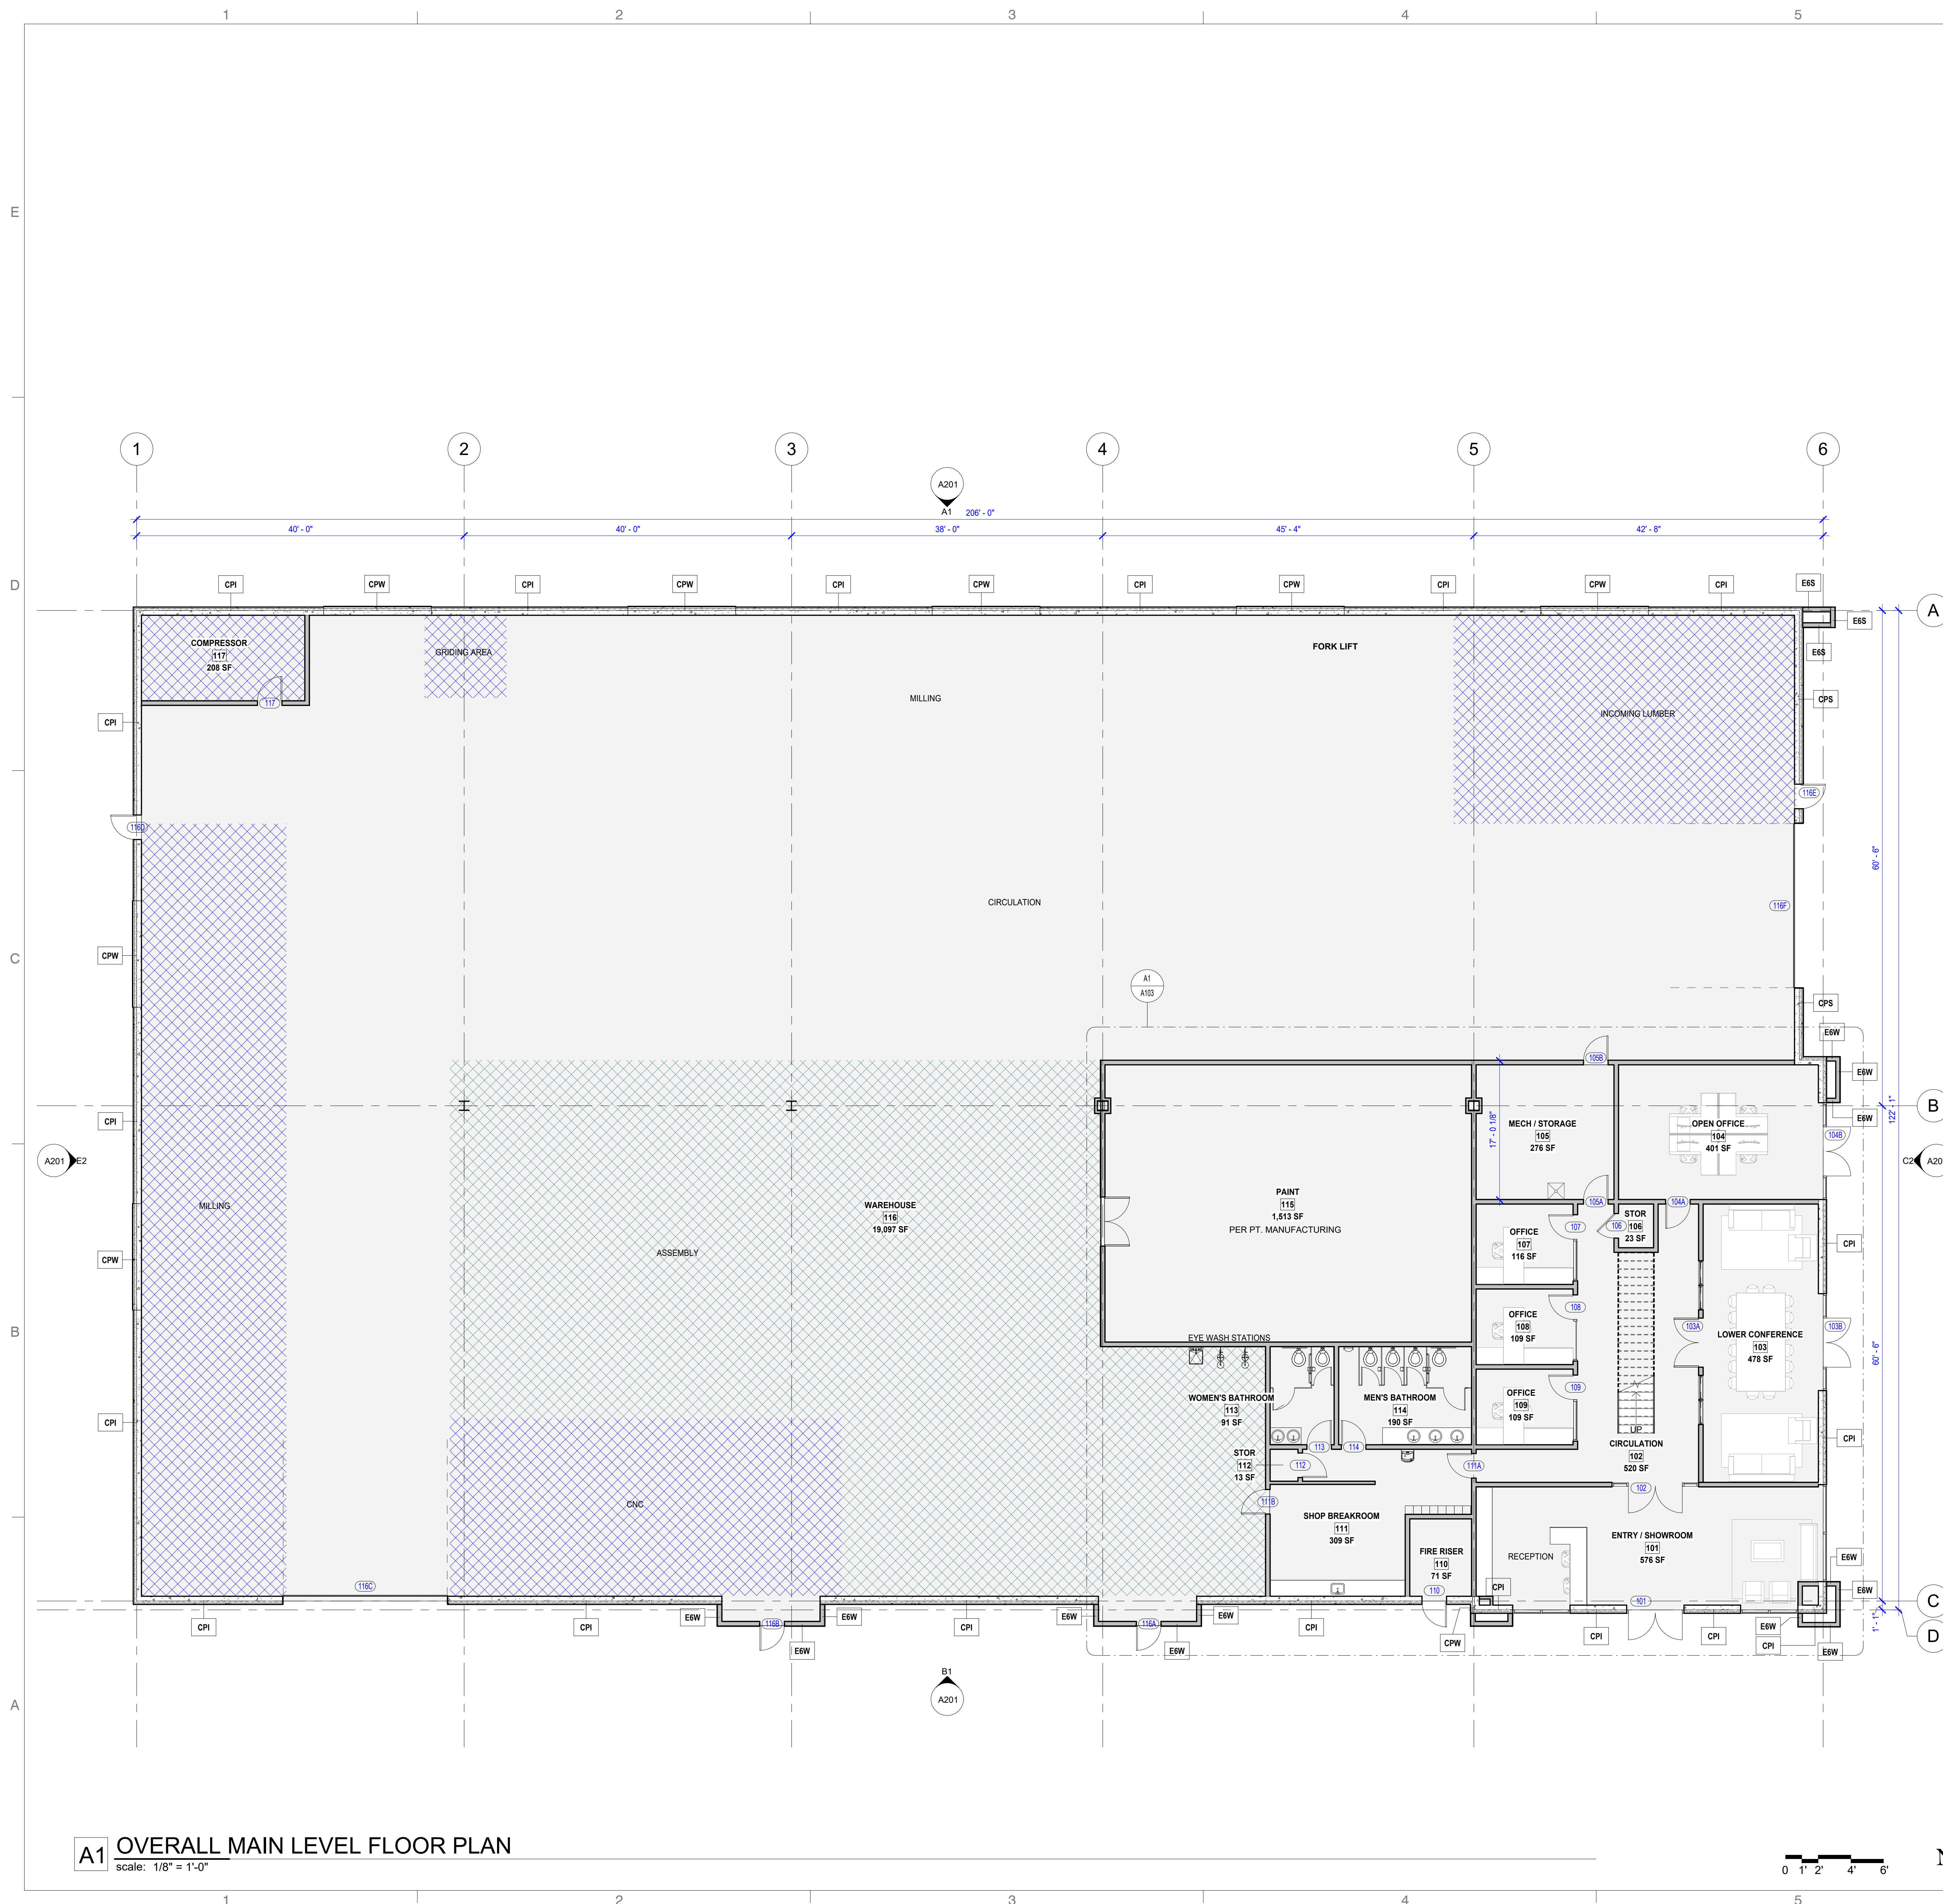 1 2 3 4 5
E
1 2 3 4 5 6
A201
A1
206' - 0"
40' - 0" 40' - 0" 38' - 0" 45' - 4" 42' - 8"
D
CPI CPW CPI CPW CPI CPW CPI CPW CPI CPW CPI E6S
A
E6S
E6S
COMPRESSOR
117
208 SF
117
GRIDING AREA
FORK LIFT
MILLING
INCOMING LUMBER
CPS
CPI
116E
116D
60' - 6"
CIRCULATION
116F
C
CPW
A1
A103
CPS
E6W
105B
E6W
122' - 1"
B
E6W
CPI
17' - 0 1/8"
MECH / STORAGE
105
276 SF
OPEN OFFICE
104
401 SF
104B
A201 E2
C2 A20
PAINT
115
1,513 SF
PER PT. MANUFACTURING
105A
104A
MILLING
WAREHOUSE
116
19,097 SF
STOR
106
23 SF
106
107
OFFICE
107
116 SF
CPI
ASSEMBLY
CPW
108
OFFICE
108
109 SF
103A
103B
LOWER CONFERENCE
103
478 SF
B
EYE WASH STATIONS
60' - 6"
109
OFFICE
109
109 SF
WOMEN'S BATHROOM
113
91 SF
MEN'S BATHROOM
114
190 SF
CPI
UP
CPI
113
114
CIRCULATION
102
520 SF
STOR
112
13 SF
112
111A
102
CNC
111B
SHOP BREAKROOM
111
309 SF
ENTRY / SHOWROOM
101
576 SF
FIRE RISER
110
71 SF
RECEPTION
E6W
116C
110
CPI
E6W
101
C
1' - 1"
D
CPI CPI E6W 116B E6W CPI E6W 116A E6W CPI CPW CPI CPI E6W
CPI
E6W E6W E6W
B1
A201
A
A1 OVERALL MAIN LEVEL FLOOR PLAN
scale: 1/8" = 1'-0"
0 1' 2' 4' 6'
1 2 3 4 5